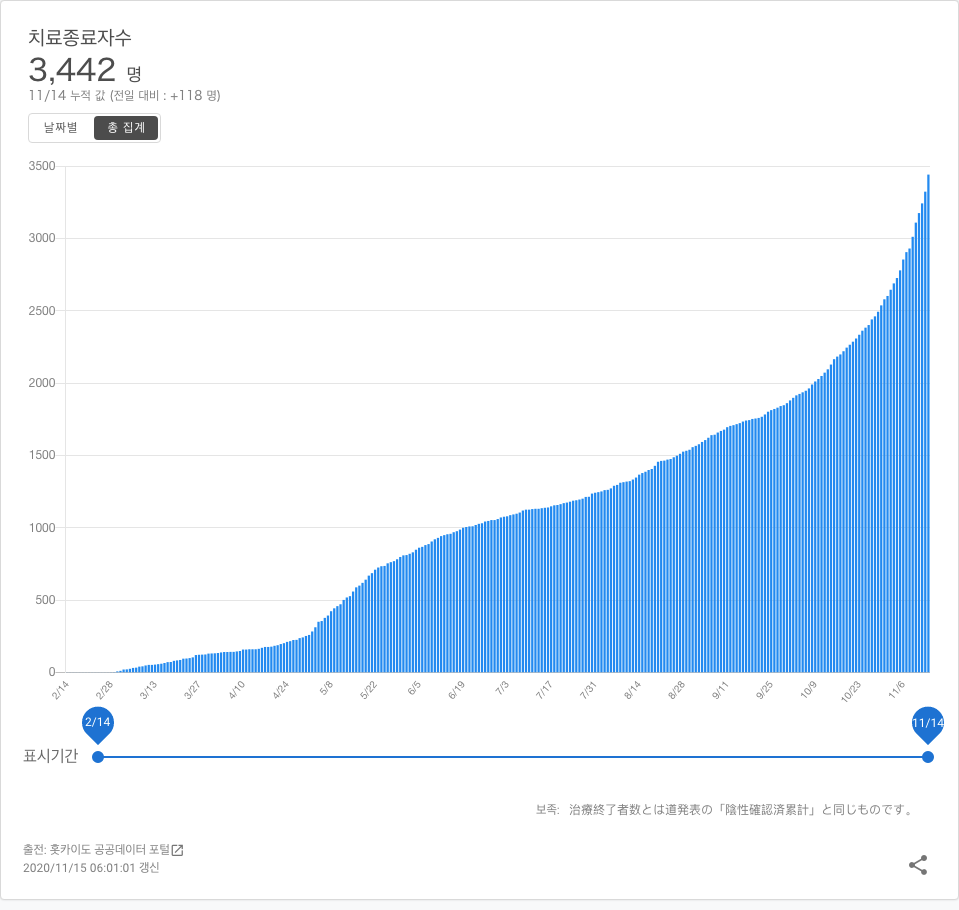 치료종료자수
3,442 명
11/14 누적 값 (전일 대비 : +118 명)
날짜별 총 집계
3500
3000
2500
2000
1500
1000
500
0
2/14 2/28 3/13 3/27 4/10 4/24 5/8 5/22 6/5 6/19 7/3 7/17 7/31 8/14 8/28 9/11 9/25 10/9 10/23 11/6
2/14 11/14
표시기간
보족: 治療終了者数とは道発表の「陰性確認済累計」と同じものです。
출전: 홋카이도 공공데이터 포털
2020/11/15 06:01:01 갱신